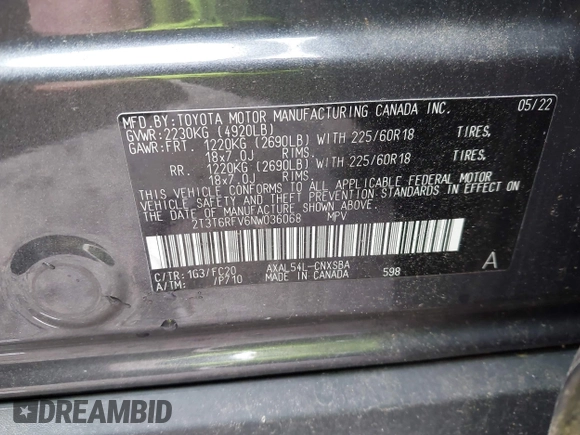 MFD.BY:TOYOTA MOTOR MANUFACTURING CANADA INC. 05/22
GVWR:2230KG (4920LB)
GAWR:FRT. 1220KG (2690LB) WITH 225/60R18 TIRES,
18x7.0J RIMS.
RR. 1220KG (2690LB) WITH 225/60R18 TIRES,
18x7.0J RIMS.
THIS VEHICLE CONFORMS TO ALL APPLICABLE FEDERAL MOTOR
VEHICLE SAFETY AND THEFT PREVENTION STANDARDS IN EFFECT ON
THE DATE OF MANUFACTURE SHOWN ABOVE.
2T3T6RFV6NW036068 MPV
C/TR: 1G3/FC20 AXAL54L-CNXSBA 598 A
A/TM: /P710 MADE IN CANADA
DREAMBID